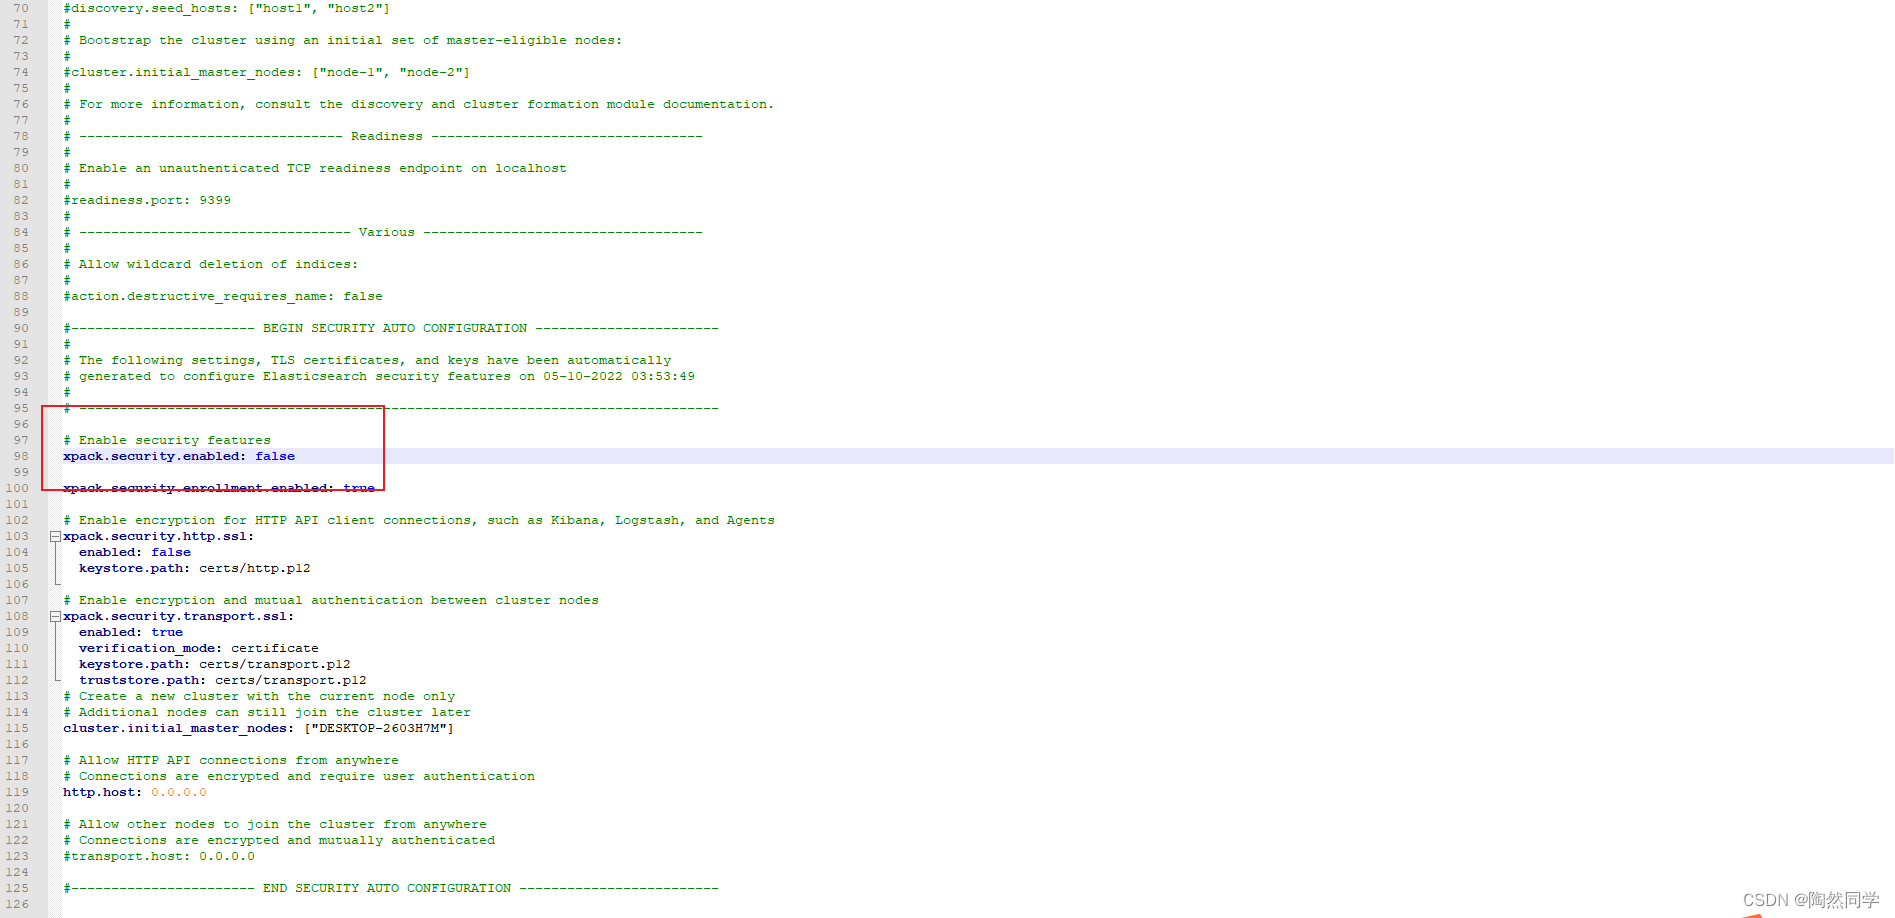 70 #discovery.seed_hosts: ["host1", "host2"]
71 #
72 # Bootstrap the cluster using an initial set of master-eligible nodes:
73 #
74 #cluster.initial_master_nodes: ["node-1", "node-2"]
75 #
76 # For more information, consult the discovery and cluster formation module documentation.
77 #
78 # --------------------------------- Readiness ----------------------------------
79 #
80 # Enable an unauthenticated TCP readiness endpoint on localhost
81 #
82 #readiness.port: 9399
83 #
84 # ---------------------------------- Various -----------------------------------
85 #
86 # Allow wildcard deletion of indices:
87 #
88 #action.destructive_requires_name: false
89
90 #----------------------- BEGIN SECURITY AUTO CONFIGURATION -----------------------
91 #
92 # The following settings, TLS certificates, and keys have been automatically
93 # generated to configure Elasticsearch security features on 05-10-2022 03:53:49
94 #
95 # --------------------------------------------------------------------------------
96
97 # Enable security features
98 xpack.security.enabled: false
99
100 xpack.security.enrollment.enabled: true
101
102 # Enable encryption for HTTP API client connections, such as Kibana, Logstash, and Agents
103 xpack.security.http.ssl:
104   enabled: false
105   keystore.path: certs/http.p12
106
107 # Enable encryption and mutual authentication between cluster nodes
108 xpack.security.transport.ssl:
109   enabled: true
110   verification_mode: certificate
111   keystore.path: certs/transport.p12
112   truststore.path: certs/transport.p12
113 # Create a new cluster with the current node only
114 # Additional nodes can still join the cluster later
115 cluster.initial_master_nodes: ["DESKTOP-2603H7M"]
116
117 # Allow HTTP API connections from anywhere
118 # Connections are encrypted and require user authentication
119 http.host: 0.0.0.0
120
121 # Allow other nodes to join the cluster from anywhere
122 # Connections are encrypted and mutually authenticated
123 #transport.host: 0.0.0.0
124
125 #----------------------- END SECURITY AUTO CONFIGURATION -------------------------
126
CSDN @陶然同学